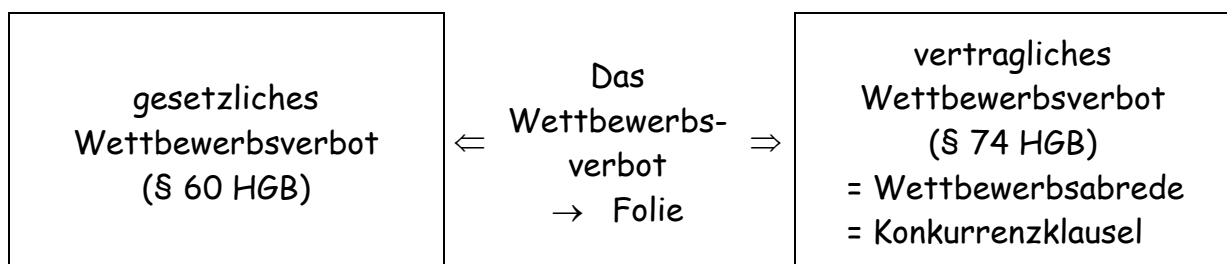 gesetzliches
Wettbewerbsverbot
(§ 60 HGB)
⇐
Das
Wettbewerbs-
verbot
→ Folie
⇒
vertragliches
Wettbewerbsverbot
(§ 74 HGB)
= Wettbewerbsabrede
= Konkurrenzklausel